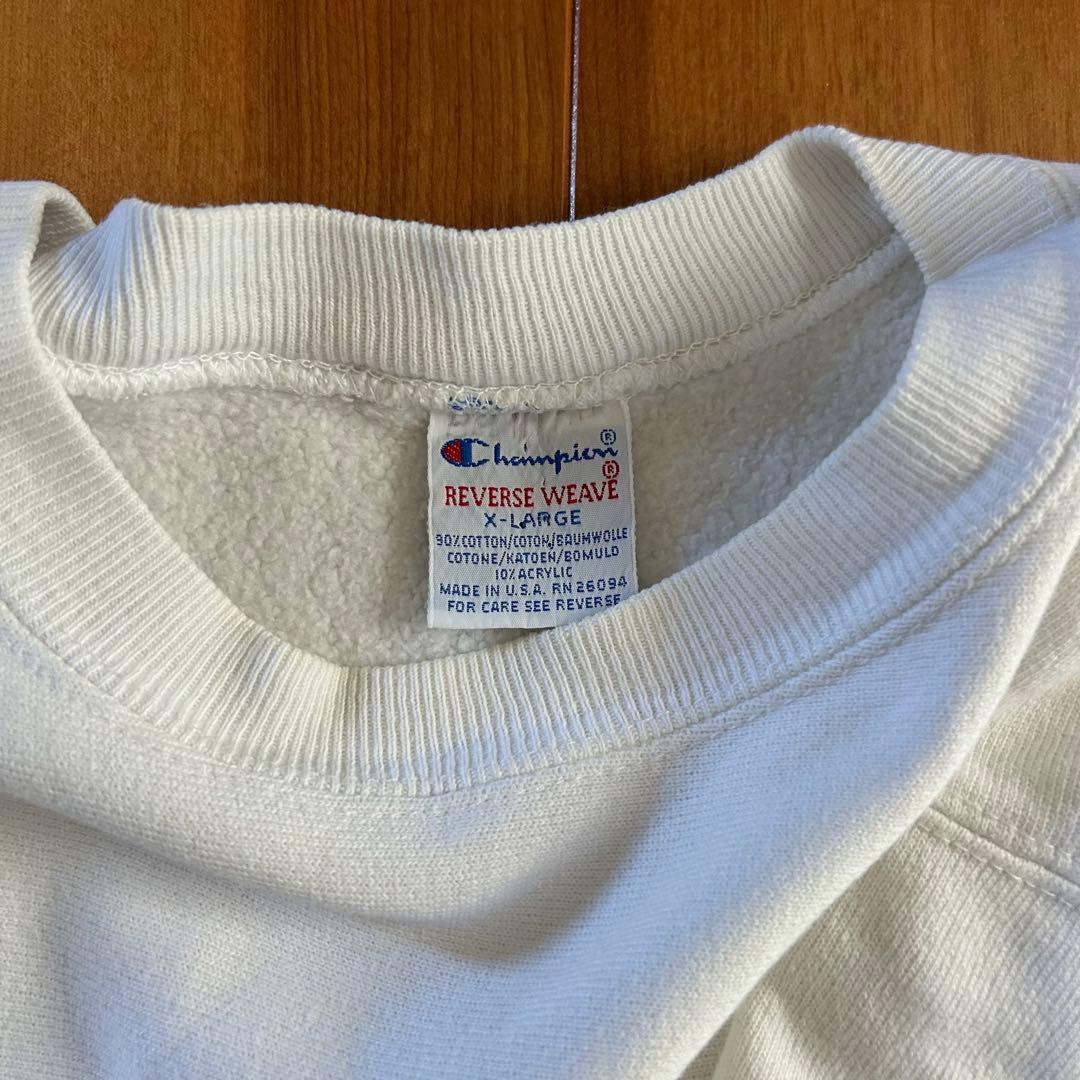 Champion®
REVERSE WEAVE®
X-LARGE
90%COTTON/COTON/BAUMWOLLE
COTONE/KATOEN/BOMULD
10%ACRYLIC
MADE IN U.S.A. RN 26094
FOR CARE SEE REVERSE